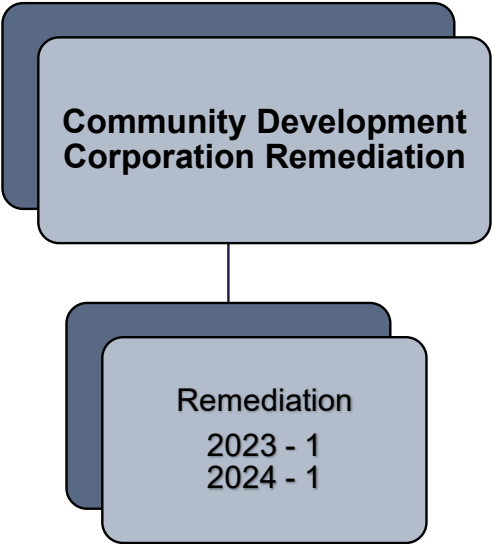 Community Development
Corporation Remediation
Remediation
2023 - 1
2024 - 1